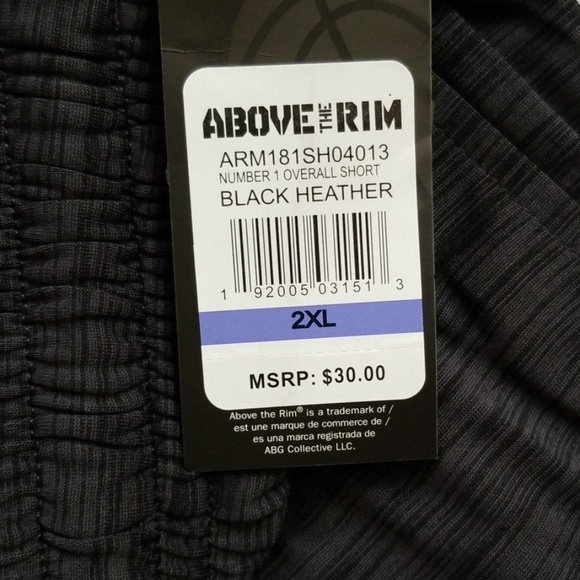 ABOVE THE RIM
ARM181SH04013
NUMBER 1 OVERALL SHORT
BLACK HEATHER
1 92005 03151 3
2XL
MSRP: $30.00
Above the Rim® is a trademark of /
est une marque de commerce de /
es una marca registrada de
ABG Collective LLC.